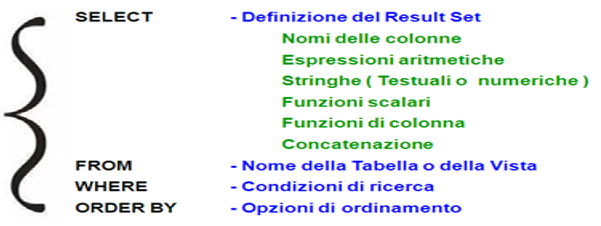 SELECT - Definizione del Result Set
Nomi delle colonne
Espressioni aritmetiche
Stringhe ( Testuali o numeriche )
Funzioni scalari
Funzioni di colonna
Concatenazione
FROM - Nome della Tabella o della Vista
WHERE - Condizioni di ricerca
ORDER BY - Opzioni di ordinamento